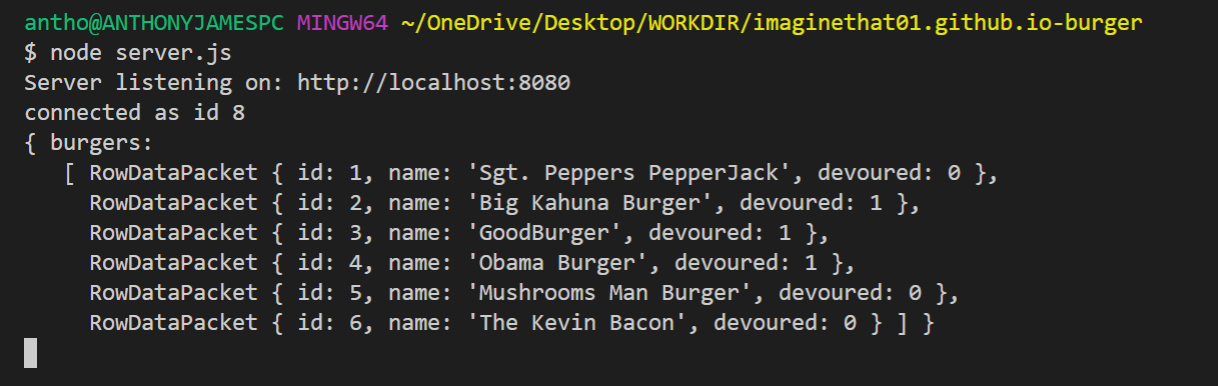 antho@ANTHONYJAMESPC MINGW64 ~/OneDrive/Desktop/WORKDIR/imaginethat01.github.io-burger
$ node server.js
Server listening on: http://localhost:8080
connected as id 8
{ burgers:
   [ RowDataPacket { id: 1, name: 'Sgt. Peppers PepperJack', devoured: 0 },
     RowDataPacket { id: 2, name: 'Big Kahuna Burger', devoured: 1 },
     RowDataPacket { id: 3, name: 'GoodBurger', devoured: 1 },
     RowDataPacket { id: 4, name: 'Obama Burger', devoured: 1 },
     RowDataPacket { id: 5, name: 'Mushrooms Man Burger', devoured: 0 },
     RowDataPacket { id: 6, name: 'The Kevin Bacon', devoured: 0 } ] }